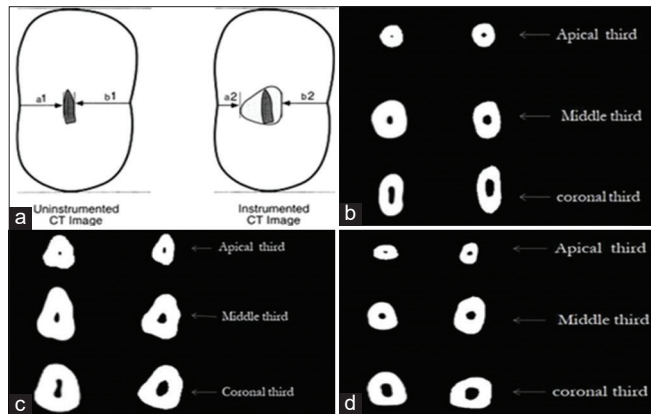 a1
b1
a2
b2
Uninstrumented
CT Image
Instrumented
CT Image
a
Apical third
Middle third
coronal third
b
Apical third
Middle third
Coronal third
c
Apical third
Middle third
coronal third
d